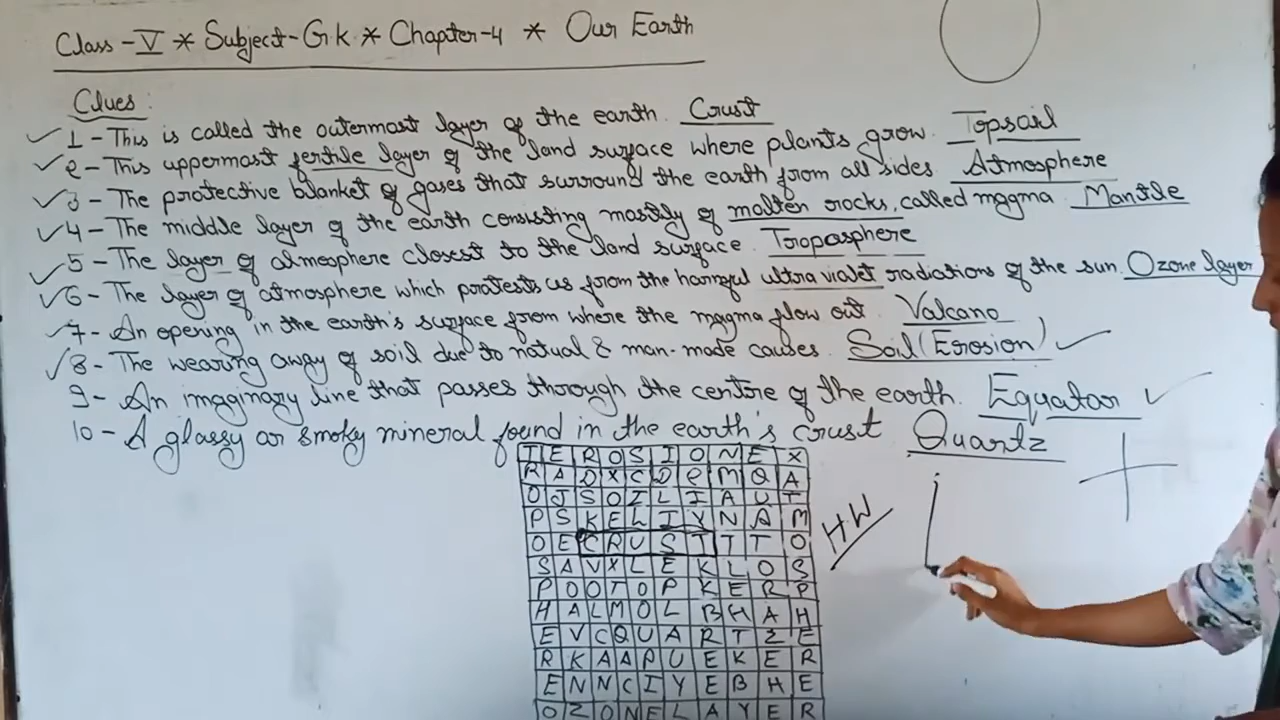 Class-V * Subject-Gk * Chapter-4 * Our Earth
Clues:
1- This is called the outermost layer of the earth. Crust
2- This uppermost fertile layer of the land surface where plants grow. Topsoil
3- The protective blanket of gases that surround the earth from all sides. Atmosphere
4- The middle layer of the earth consisting mostly of molten rocks, called magma. Mantle
5- The layer of atmosphere closest to the land surface. Troposphere
6- The layer of atmosphere which protests us from the harmful ultra violet radiations of the sun. Ozone layer
7- An opening in the earth's surface from where the magma flow out. Volcano
8- The wearing away of soil due to natual & man-made causes. Soil (Erosion)
9- An imaginary line that passes through the centre of the earth. Equator
10- A glassy or smoky mineral found in the earth's crust Quartz
T E R O S I O N E X
R A D X C D P M Q A
O J S O I L I A U T
P S K E L I Y N A M
O E C R U S T T T O
HW
S A V X L E K L O S
P O O T O P K E R P
H A L M O L B H A H
E V C Q U A R T Z E
R K A A P U E K E R
E N N C I Y E B H E
O Z O N E L A Y E R